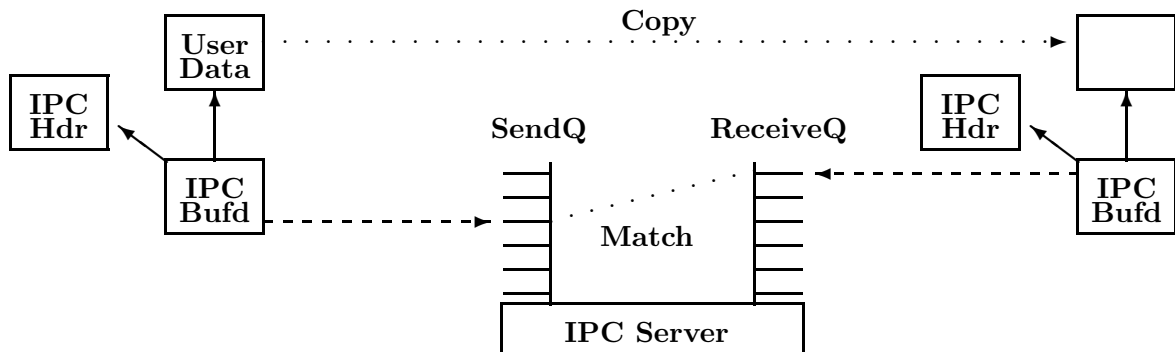 Copy
User
Data
IPC
Hdr
IPC
Hdr
SendQ
ReceiveQ
IPC
Bufd
IPC
Bufd
Match
IPC Server